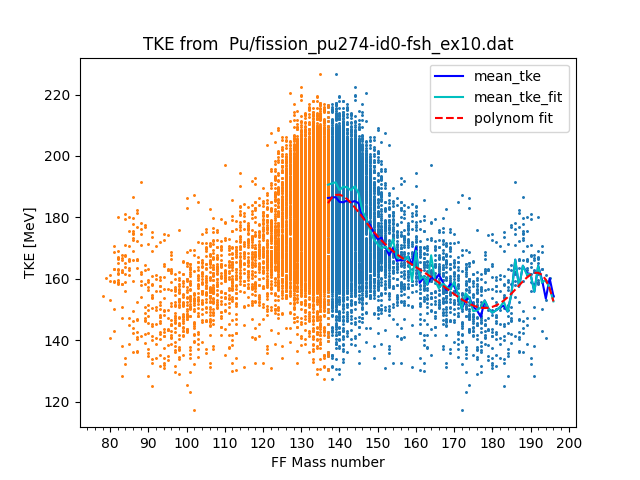 TKE from  Pu/fission_pu274-id0-fsh_ex10.dat
mean_tke
mean_tke_fit
polynom fit
TKE [MeV]
220
200
180
160
140
120
80 90 100 110 120 130 140 150 160 170 180 190 200
FF Mass number